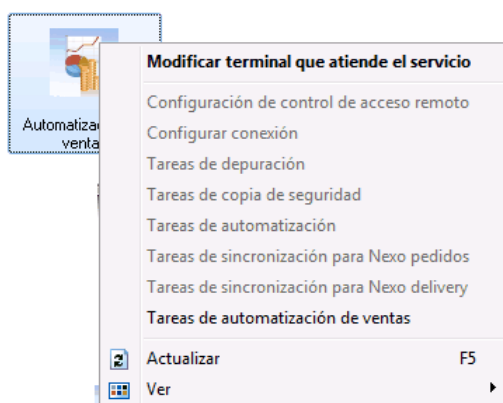 Modificar terminal que atiende el servicio
Configuración de control de acceso remoto
Configurar conexión
Tareas de depuración
Tareas de copia de seguridad
Tareas de automatización
Tareas de sincronización para Nexo pedidos
Tareas de sincronización para Nexo delivery
Tareas de automatización de ventas
Actualizar F5
Ver